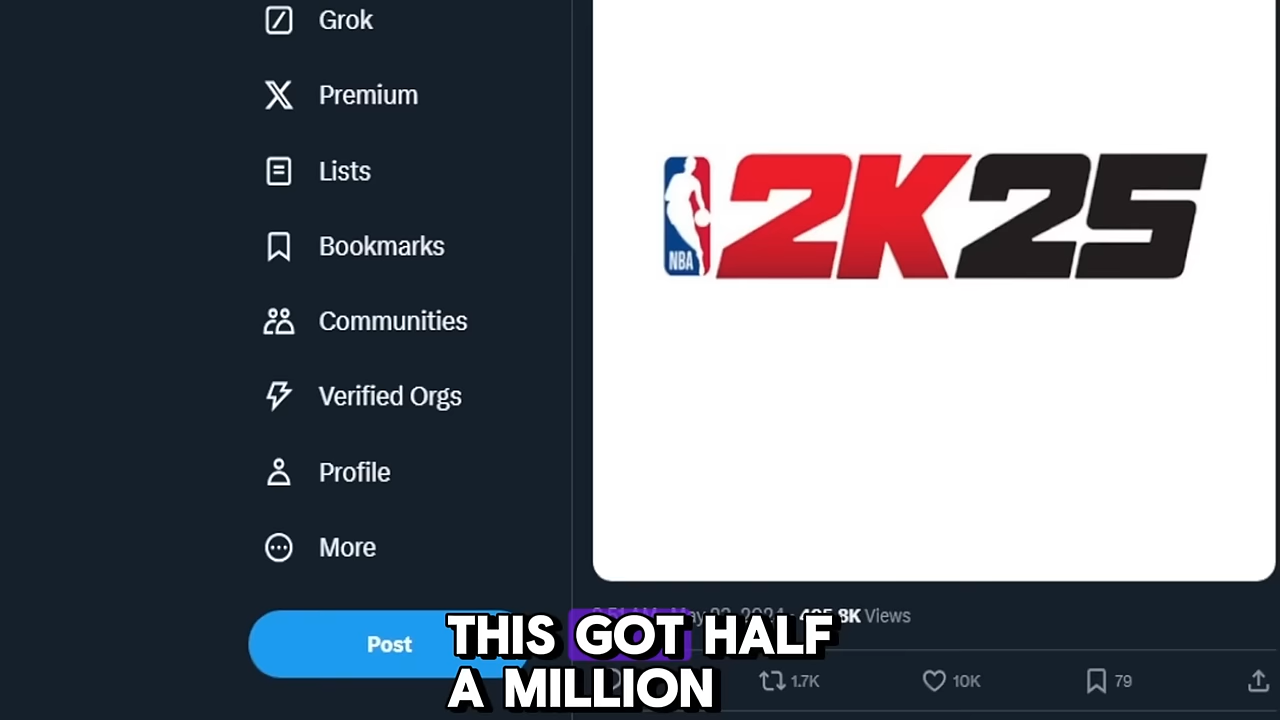 Grok
Premium
Lists
Bookmarks
Communities
Verified Orgs
Profile
More
Post
NBA 2K25
Views
1.7K
10K
79
THIS GOT HALF
A MILLION